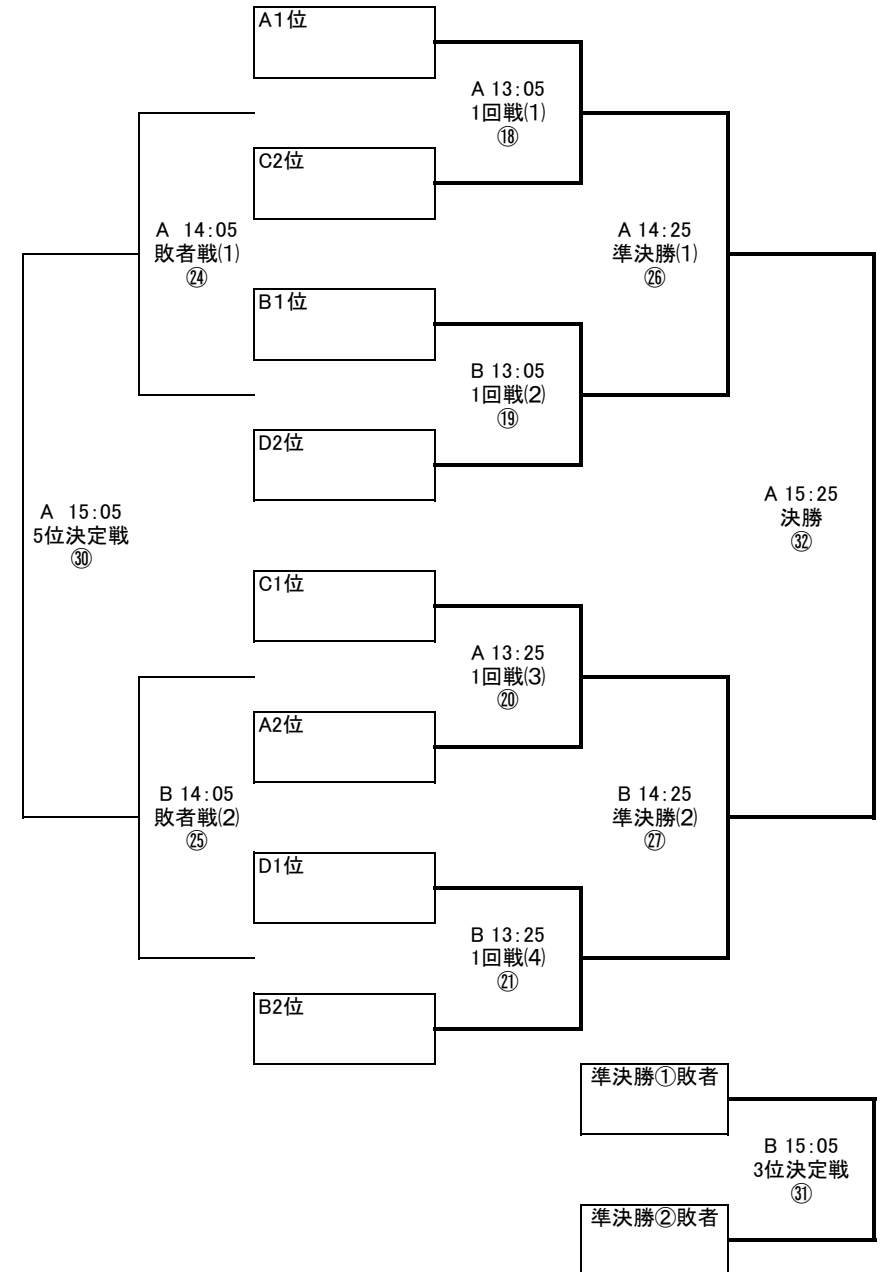 A1位
A 13:05
1回戦(1)
⑱
C2位
A 14:05
敗者戦(1)
㉔
A 14:25
準決勝(1)
㉖
B1位
B 13:05
1回戦(2)
⑲
D2位
A 15:05
5位決定戦
㉚
A 15:25
決勝
㉜
C1位
A 13:25
1回戦(3)
⑳
A2位
B 14:05
敗者戦(2)
㉕
B 14:25
準決勝(2)
㉗
D1位
B 13:25
1回戦(4)
㉑
B2位
準決勝①敗者
B 15:05
3位決定戦
㉛
準決勝②敗者